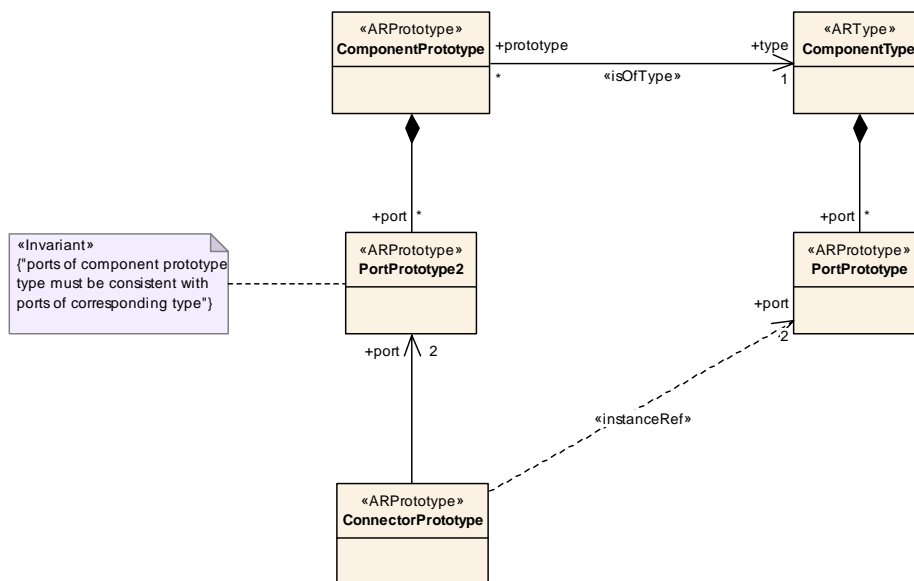 «ARPrototype»
ComponentPrototype
+prototype
*
«isOfType»
+type
1
«ARType»
ComponentType
+port *
+port *
«Invariant»
{"ports of component prototype
type must be consistent with
ports of corresponding type"}
«ARPrototype»
PortPrototype2
«ARPrototype»
PortPrototype
+port 2
+port
2
«instanceRef»
«ARPrototype»
ConnectorPrototype